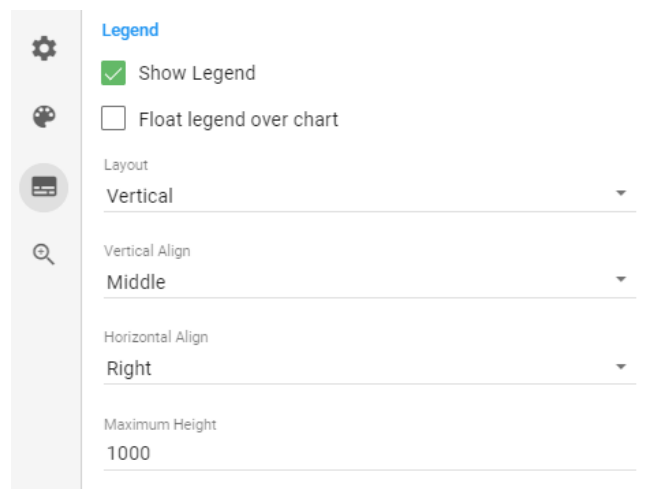 Legend
Show Legend
Float legend over chart
Layout
Vertical
Vertical Align
Middle
Horizontal Align
Right
Maximum Height
1000